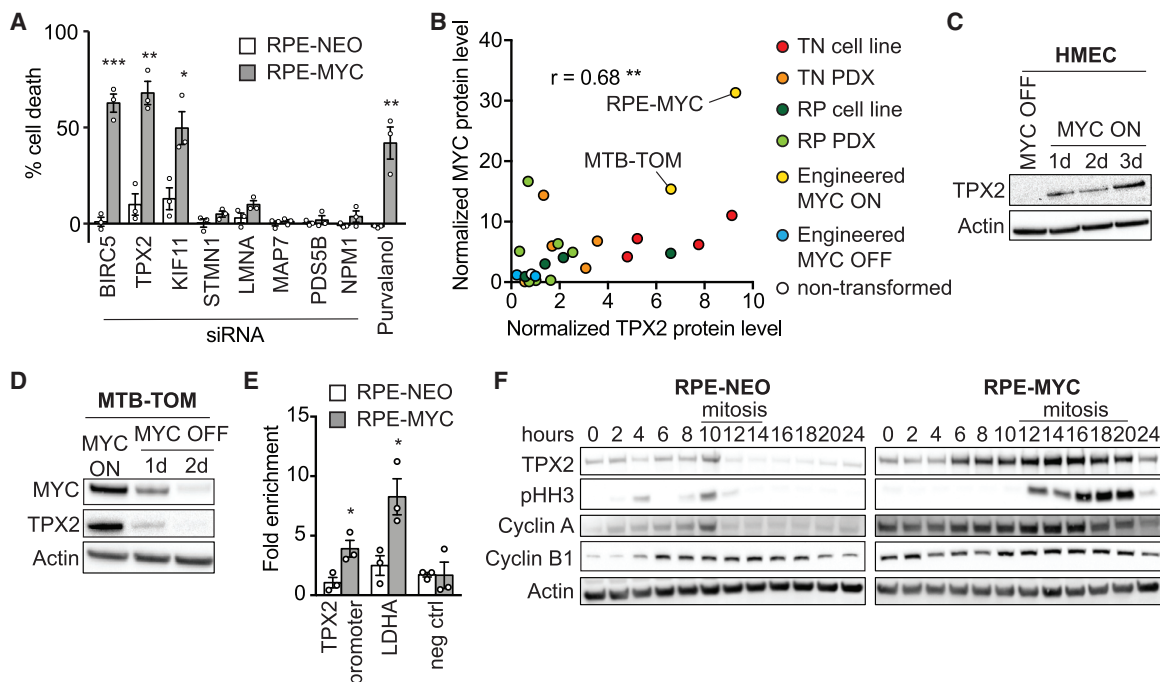 A
100
50
0
% cell death
RPE-NEO
RPE-MYC
***
**
*
**
BIRC5
TPX2
KIF11
STMN1
LMNA
MAP7
PDS5B
NPM1
Purvalanol
siRNA
B
Normalized MYC protein level
40
30
20
10
0
r = 0.68 **
RPE-MYC
MTB-TOM
0 2 4 6 8 10
Normalized TPX2 protein level
TN cell line
TN PDX
RP cell line
RP PDX
Engineered
MYC ON
Engineered
MYC OFF
non-transformed
C
HMEC
MYC OFF
MYC ON
1d 2d 3d
TPX2
Actin
D
MTB-TOM
MYC
ON
MYC OFF
1d 2d
MYC
TPX2
Actin
E
RPE-NEO
RPE-MYC
Fold enrichment
15
10
5
0
*
*
TPX2
promoter
LDHA
neg ctrl
F
RPE-NEO
mitosis
hours 0 2 4 6 8 10 12 14 16 18 20 24
RPE-MYC
mitosis
0 2 4 6 8 10 12 14 16 18 20 24
TPX2
pHH3
Cyclin A
Cyclin B1
Actin